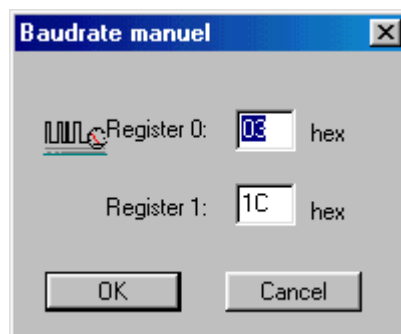 Baudrate manuel
Register 0: 03 hex
Register 1: 1C hex
OK Cancel